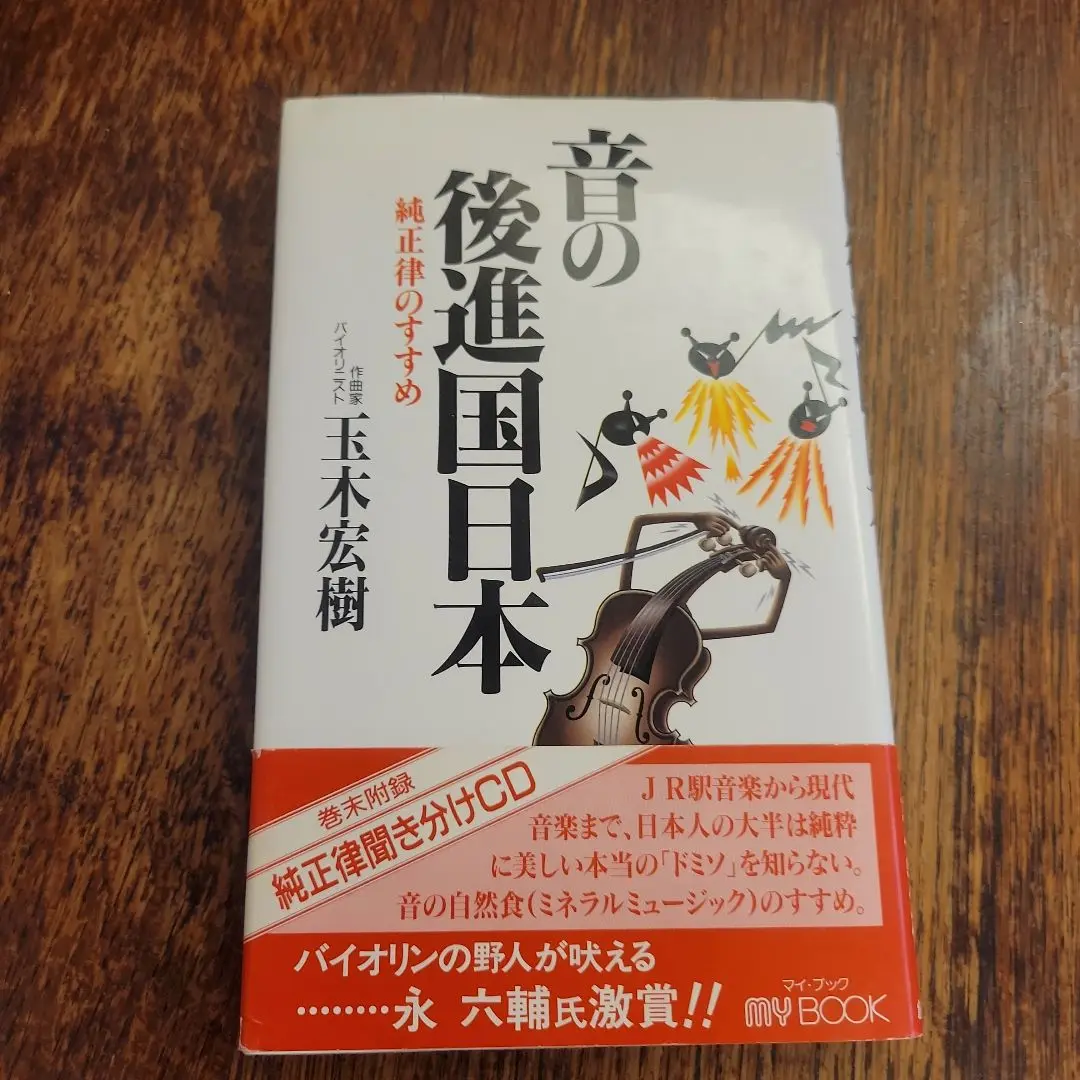 音の
後進国日本
純正律のすすめ
作曲家
バイオリニスト
玉木宏樹
巻末附録
純正律聞き分けCD
JR駅音楽から現代
音楽まで、日本人の大半は純粋
に美しい本当の「ドミソ」を知らない。
音の自然食(ミネラルミュージック)のすすめ。
バイオリンの野人が吠える
………永 六輔氏激賞!!
マイ・ブック
my BOOK